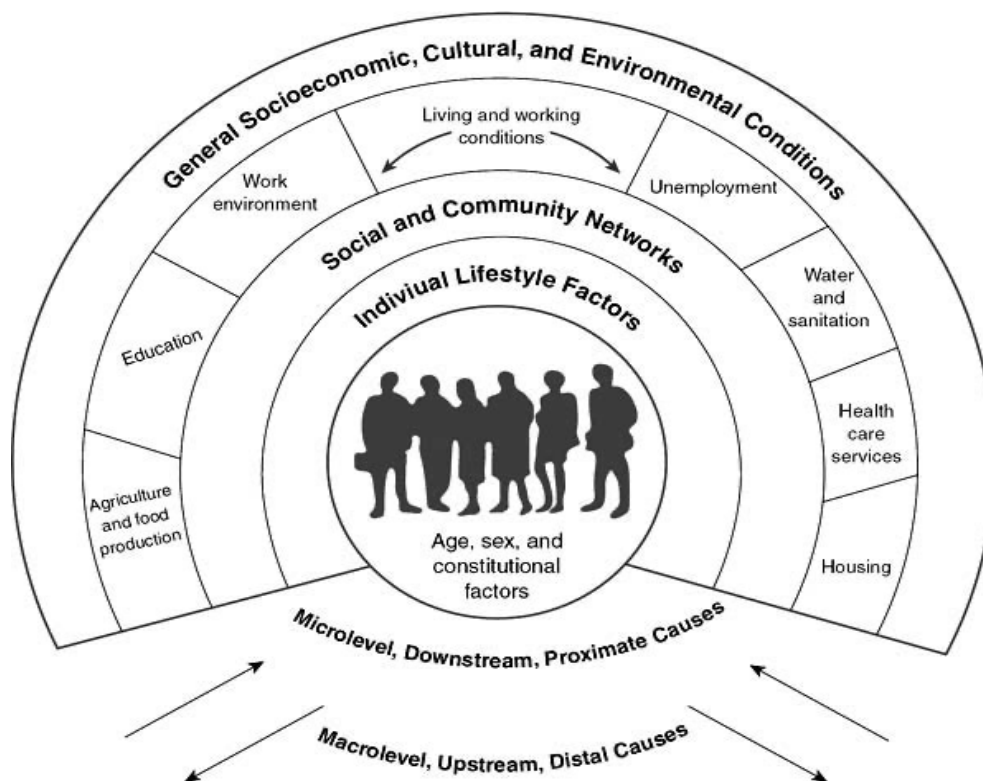 General Socioeconomic, Cultural, and Environmental Conditions
Living and working
conditions
Work
environment
Unemployment
Education
Water
and
sanitation
Agriculture
and food
production
Health
care
services
Housing
Social and Community Networks
Indiviual Lifestyle Factors
Age, sex, and
constitutional
factors
Microlevel, Downstream, Proximate Causes
Macrolevel, Upstream, Distal Causes